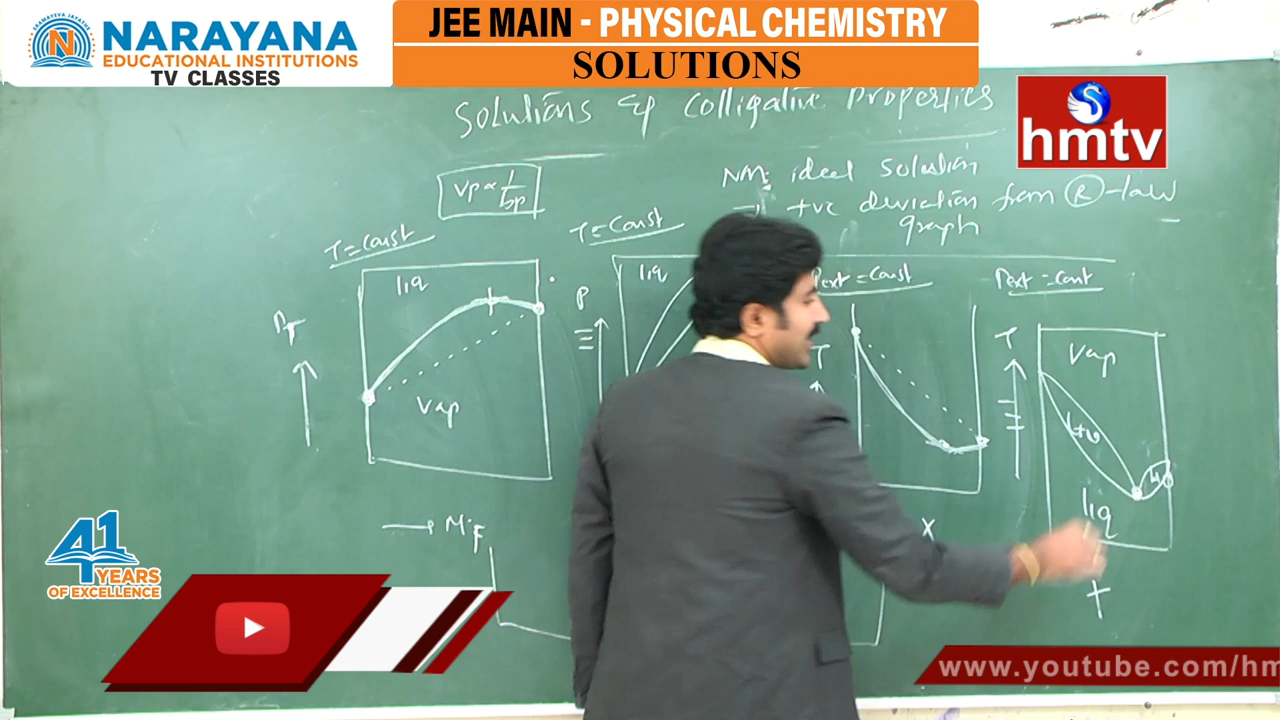 NARAYANA
EDUCATIONAL INSTITUTIONS
TV CLASSES
JEE MAIN - PHYSICAL CHEMISTRY
SOLUTIONS
hmtv
Solutions & Colligative Properties
VP ∝ 1/bp
NM: ideal solution
→ +ve deviation from R-law
graph
T = Const
T = Const
Pext = Const
Pext = Cont
liq
liq
Vap
P
T
T
Vap
liq
→ M.F
X
41
YEARS
OF EXCELLENCE
www.youtube.com/hm